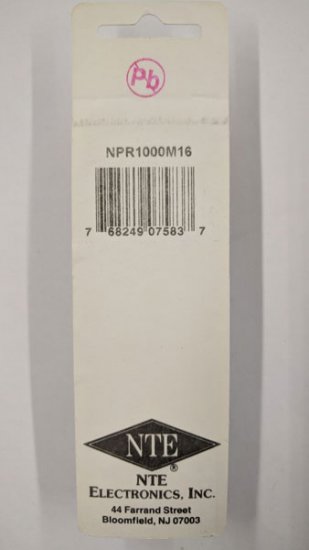 Pb
NPR1000M16
7 68249 07583 7
NTE
®
NTE
ELECTRONICS, INC.
44 Farrand Street
Bloomfield, NJ 07003